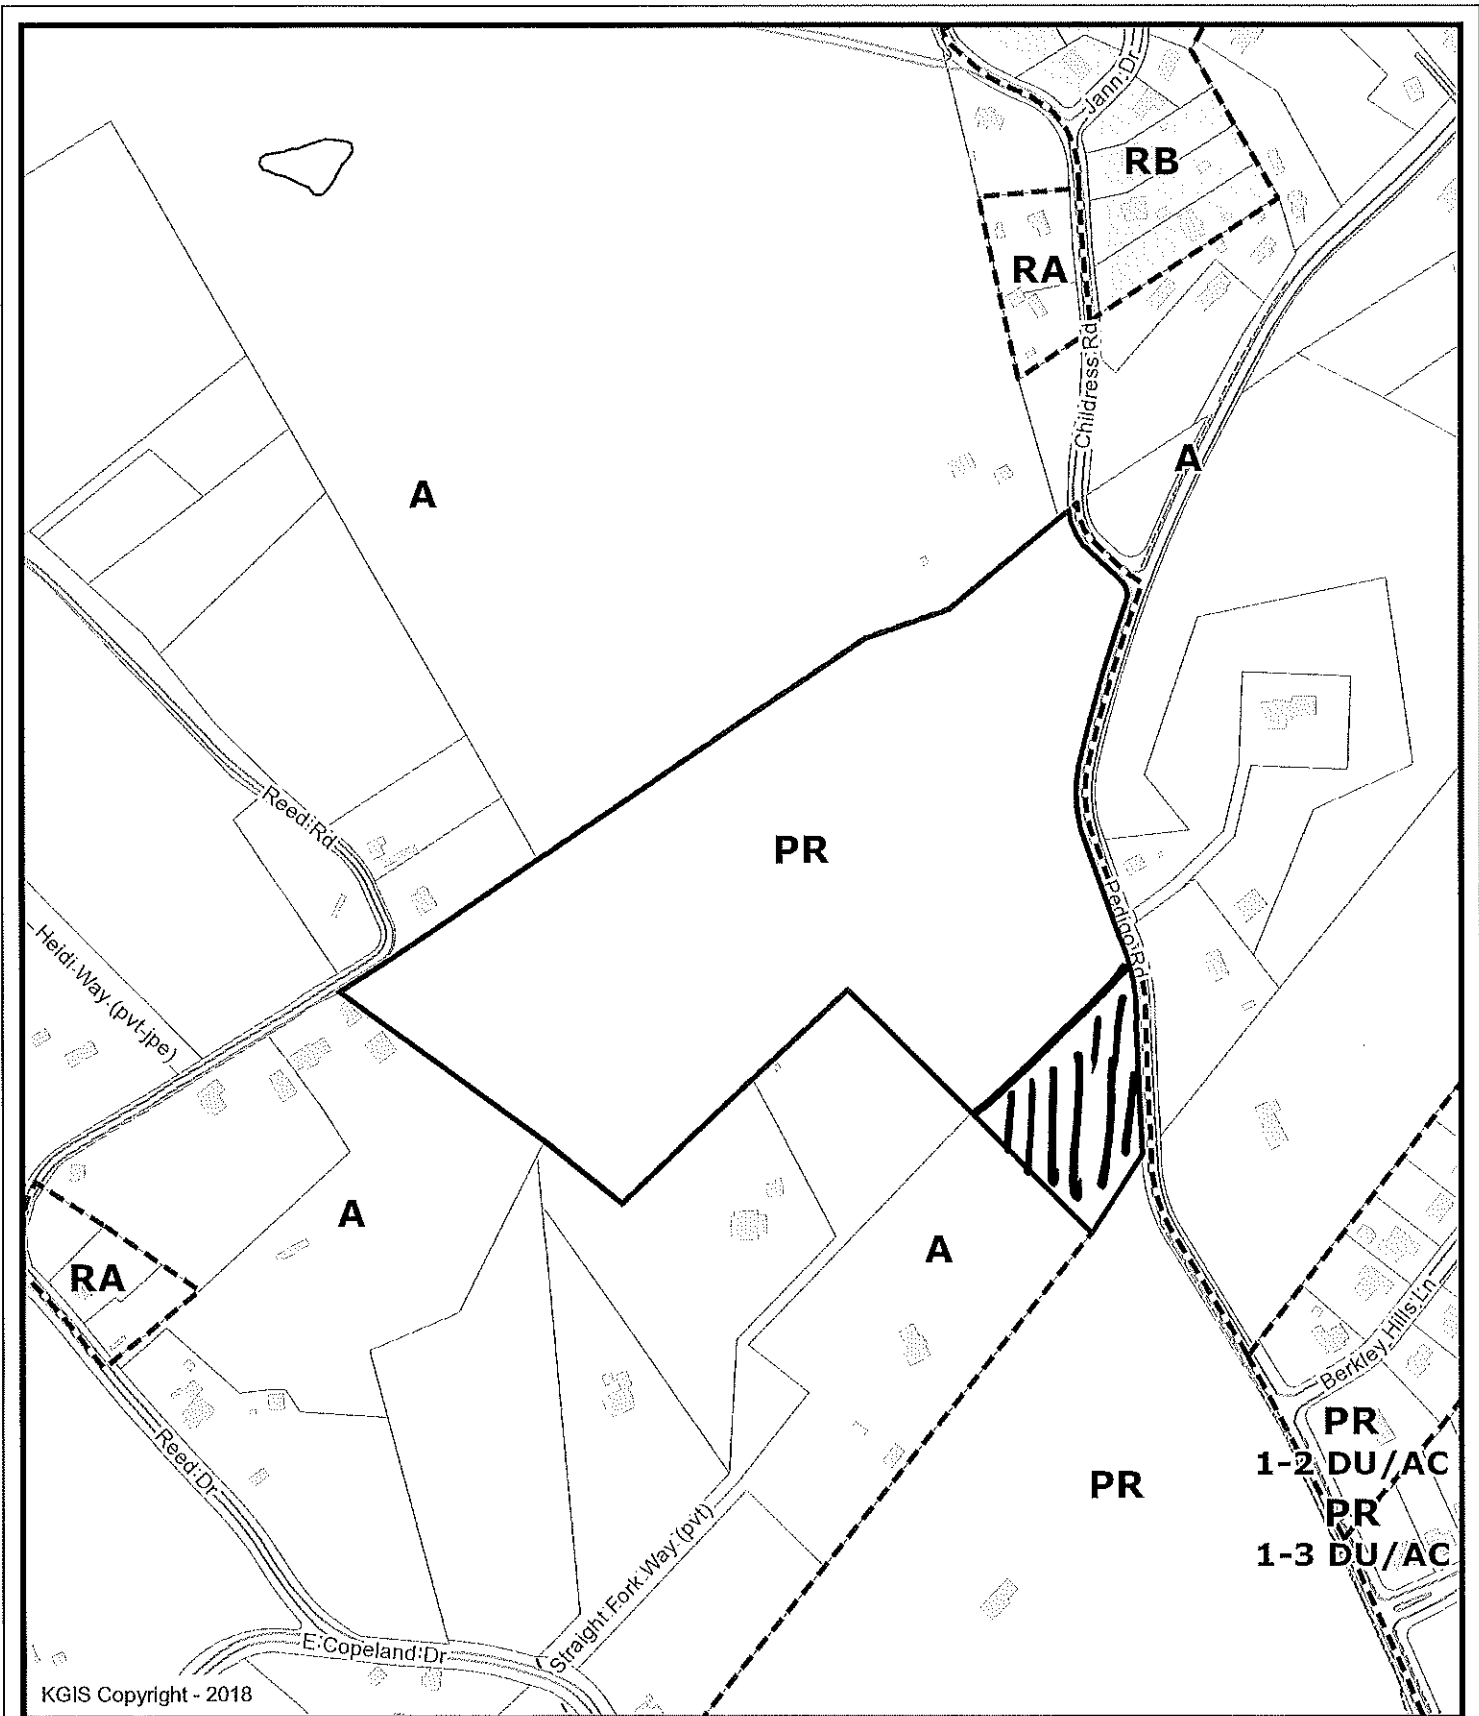 Jann Dr
RB
RA
Childress Rd
A
A
Reed Rd
PR
Pedigo Rd
Heidi Way (pvt-jpe)
A
A
RA
Berkley Hills Ln
PR
1-2 DU/AC
PR
PR
1-3 DU/AC
Reed Dr
Straight Fork Way (pvt)
E Copeland Dr
KGIS Copyright - 2018